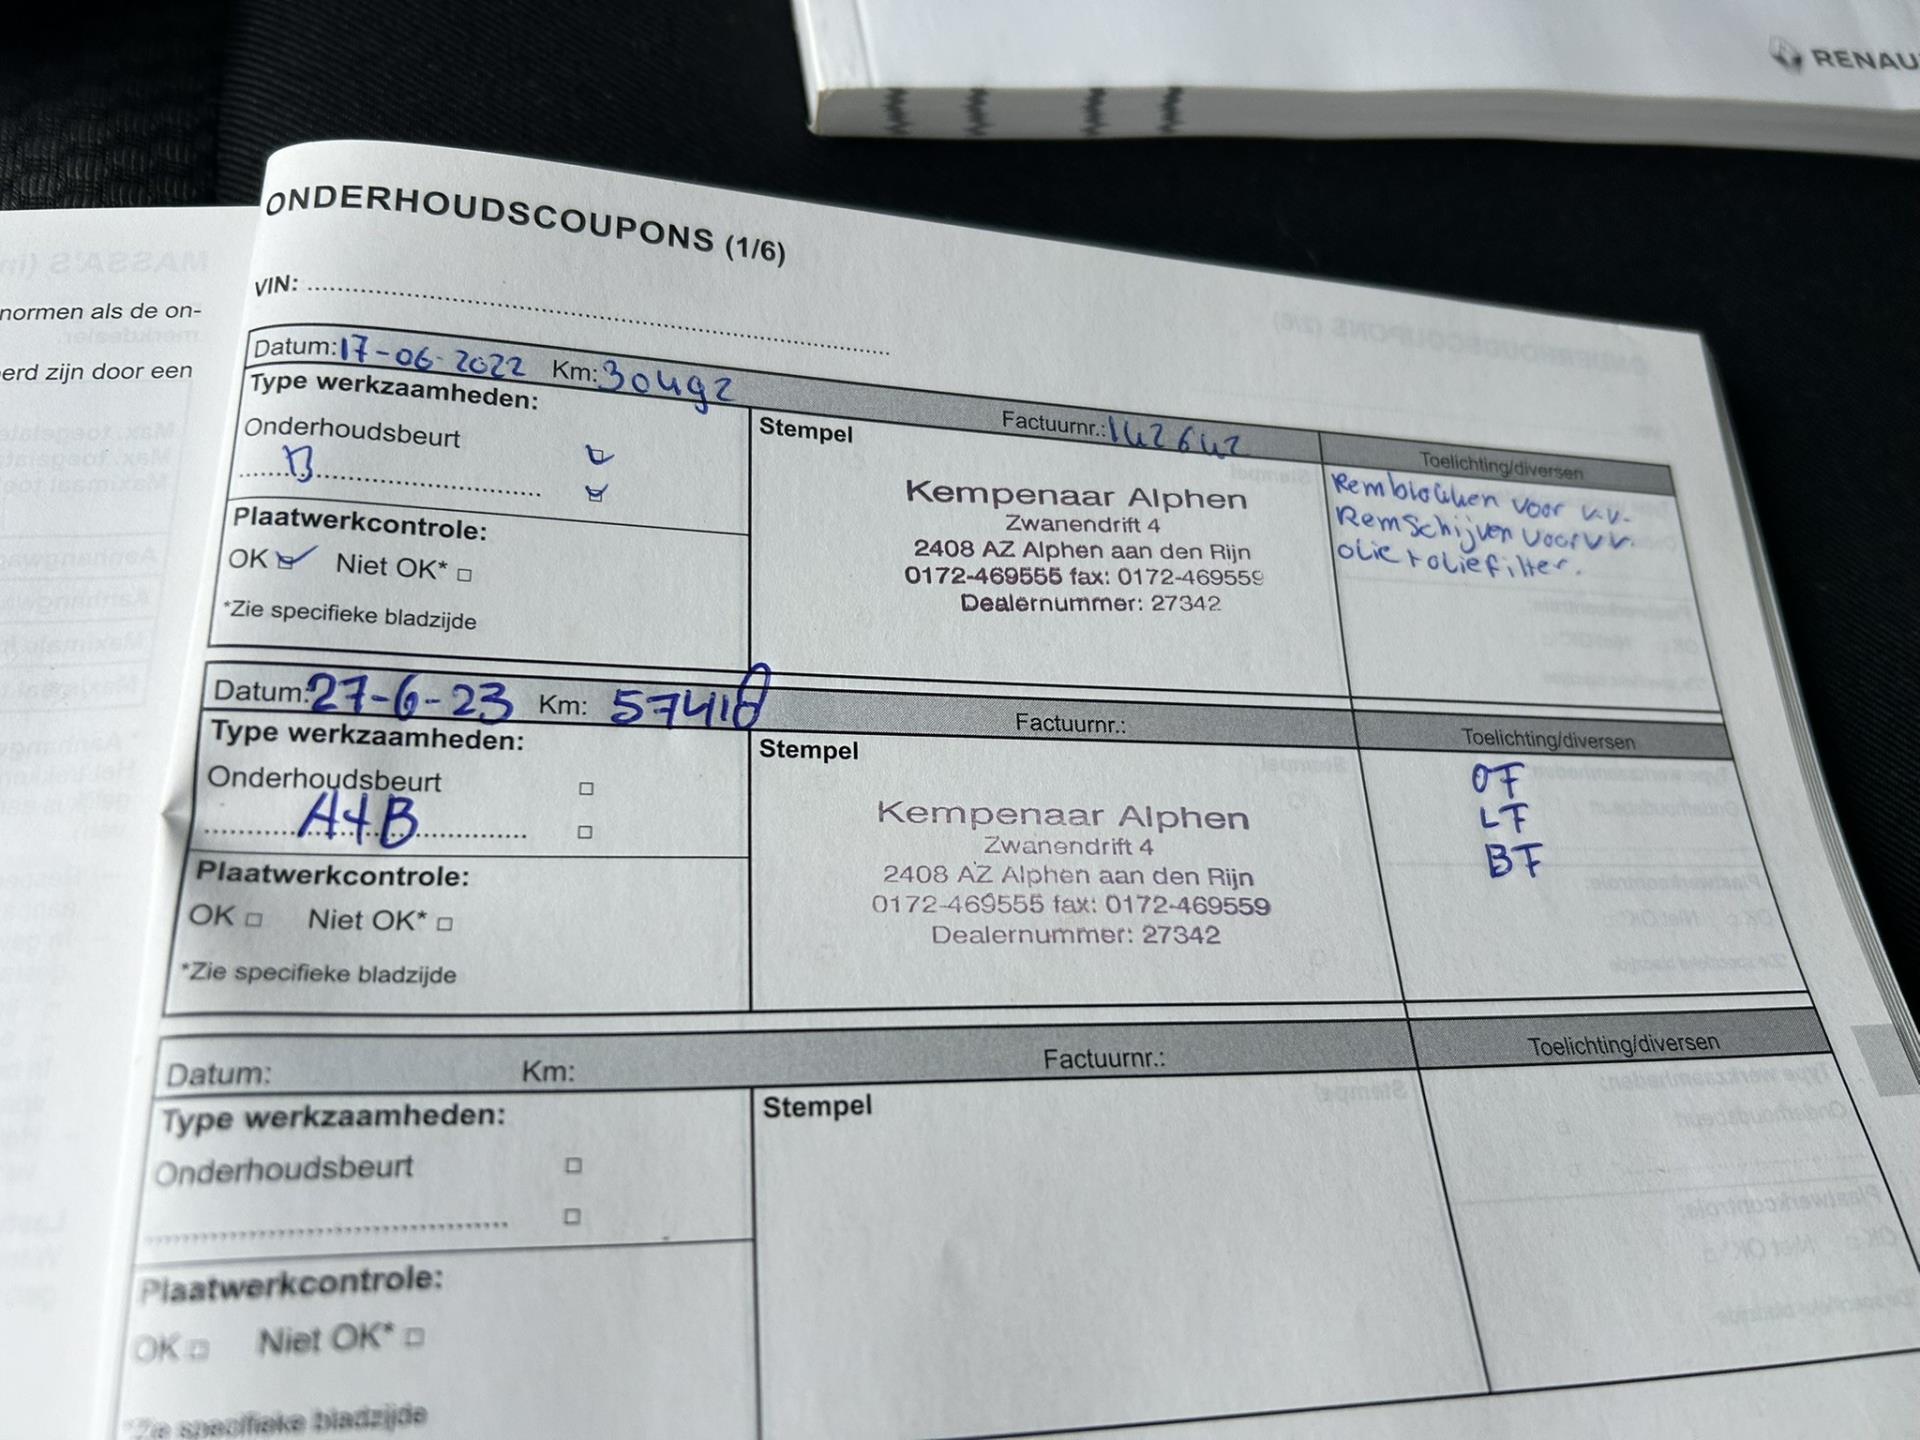 RENAU
ONDERHOUDSCOUPONS (1/6)
VIN:
normen als de on-
erd zijn door een
Datum: 17-06-2022 Km: 30492 Factuurnr.: 142642 Toelichting/diversen
Type werkzaamheden:
Onderhoudsbeurt
B
Plaatwerkcontrole:
OK Niet OK*
*Zie specifieke bladzijde
Stempel
Kempenaar Alphen
Zwanendrift 4
2408 AZ Alphen aan den Rijn
0172-469555 fax: 0172-469559
Dealernummer: 27342
Remblokken voor v.v.
Remschijven voor v.v.
olie + oliefilter.
Datum: 27-6-23 Km: 57410 Factuurnr.: Toelichting/diversen
Type werkzaamheden:
Onderhoudsbeurt
A+B
Plaatwerkcontrole:
OK Niet OK*
*Zie specifieke bladzijde
Stempel
Kempenaar Alphen
Zwanendrift 4
2408 AZ Alphen aan den Rijn
0172-469555 fax: 0172-469559
Dealernummer: 27342
OF
LF
BF
Datum: Km: Factuurnr.: Toelichting/diversen
Type werkzaamheden:
Onderhoudsbeurt
Plaatwerkcontrole:
OK Niet OK*
*Zie specifieke bladzijde
Stempel